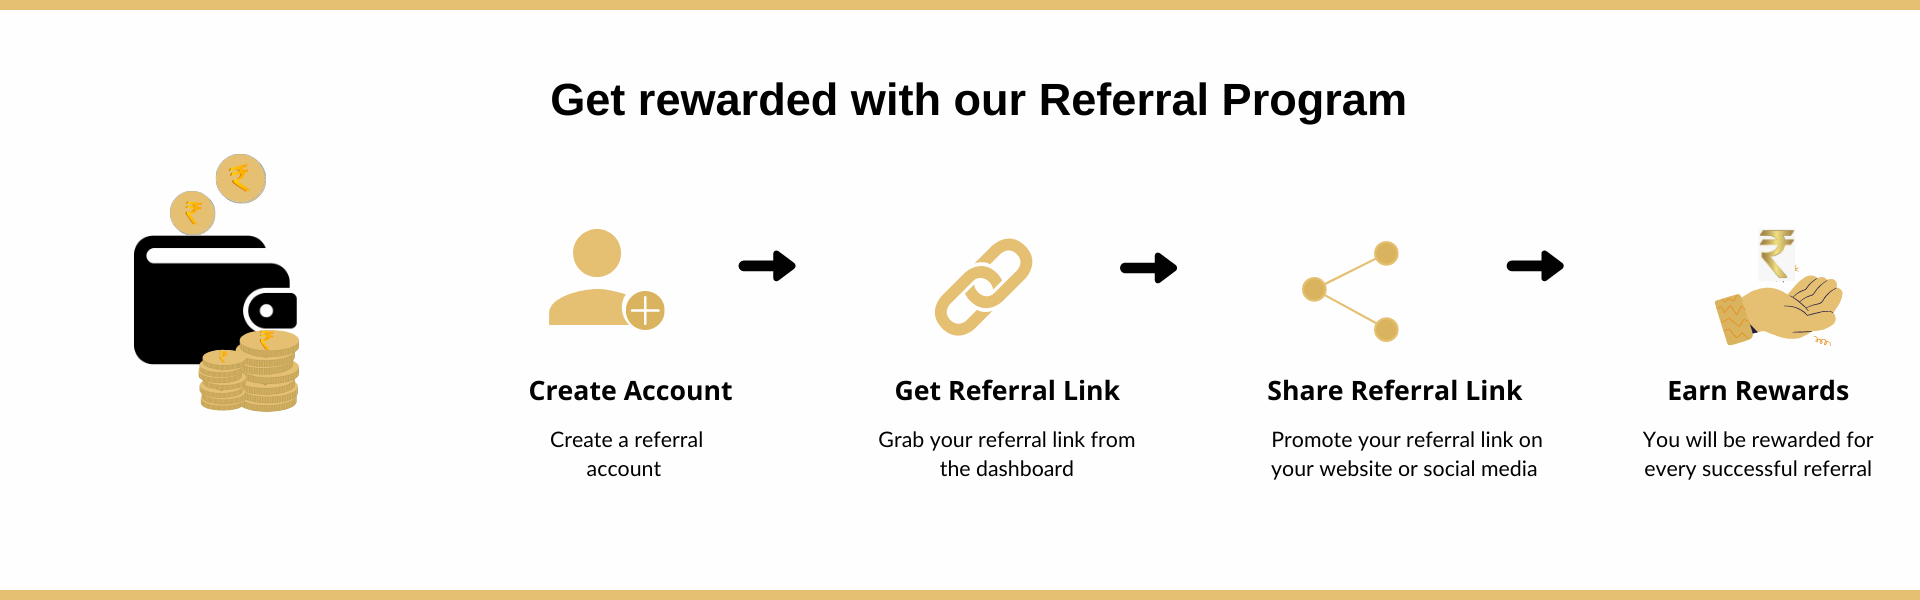 Get rewarded with our Referral Program
₹
₹
₹
₹
₹
Create Account
Create a referral
account
Get Referral Link
Grab your referral link from
the dashboard
Share Referral Link
Promote your referral link on
your website or social media
Earn Rewards
You will be rewarded for
every successful referral